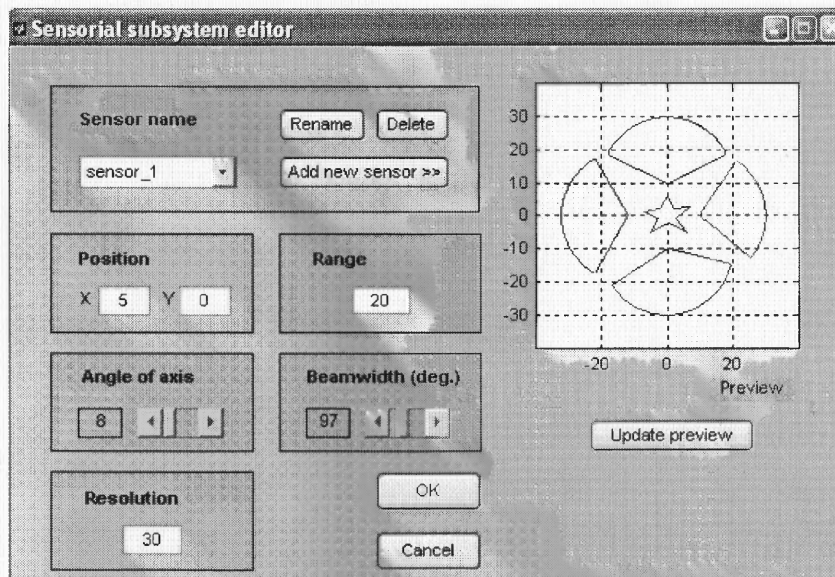 Sensorial subsystem editor
Sensor name
Rename
Delete
sensor_1
Add new sensor >>
Position
X 5 Y 0
Range
20
Angle of axis
8
Beamwidth (deg.)
97
Resolution
30
OK
Cancel
30
20
10
0
-10
-20
-30
-20 0 20
Preview
Update preview